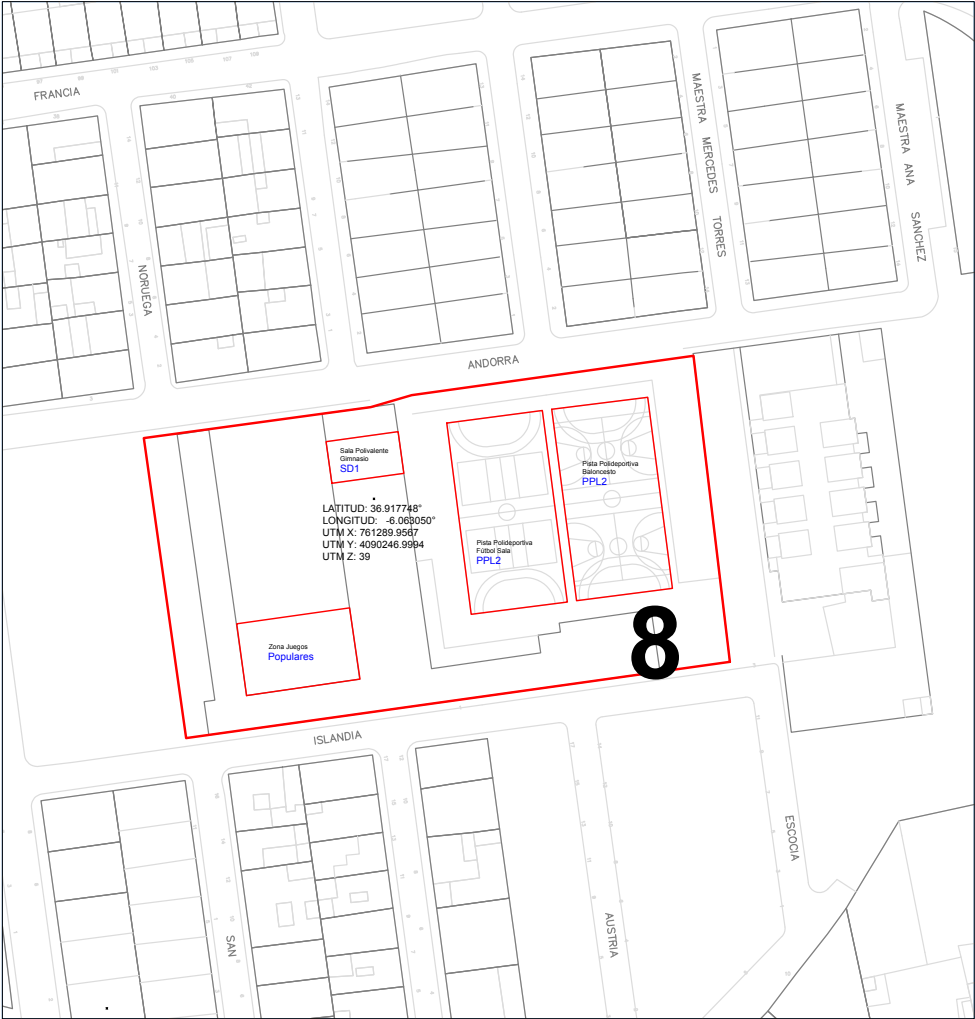 FRANCIA
MAESTRA MERCEDES TORRES
MAESTRA ANA SANCHEZ
NORUEGA
ANDORRA
Sala Polivalente
Gimnasio
SD1
LATITUD: 36.917748°
LONGITUD: -6.063050°
UTM X: 761289.9567
UTM Y: 4090246.9994
UTM Z: 39
Pista Polideportiva
Baloncesto
PPL2
Pista Polideportiva
Fútbol Sala
PPL2
Zona Juegos
Populares
8
ISLANDIA
ESCOCIA
AUSTRIA
SAN